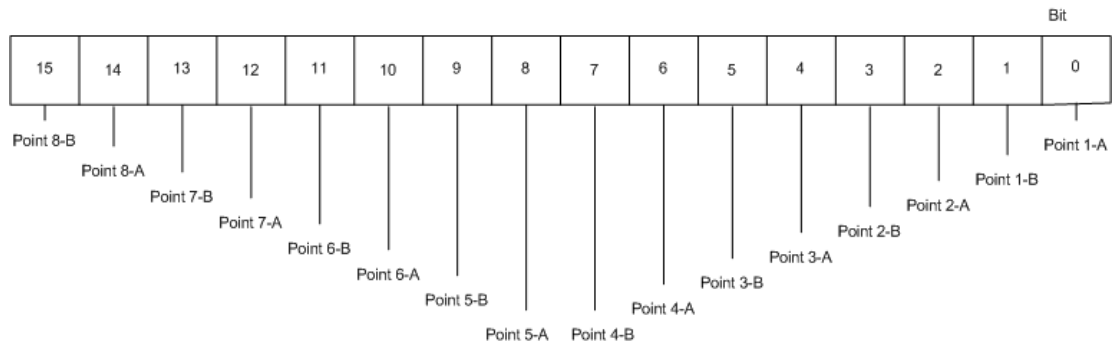 Bit
15 14 13 12 11 10 9 8 7 6 5 4 3 2 1 0
Point 8-B
Point 1-A
Point 8-A
Point 1-B
Point 7-B
Point 2-A
Point 7-A
Point 2-B
Point 6-B
Point 3-A
Point 6-A
Point 3-B
Point 5-B
Point 4-A
Point 5-A
Point 4-B